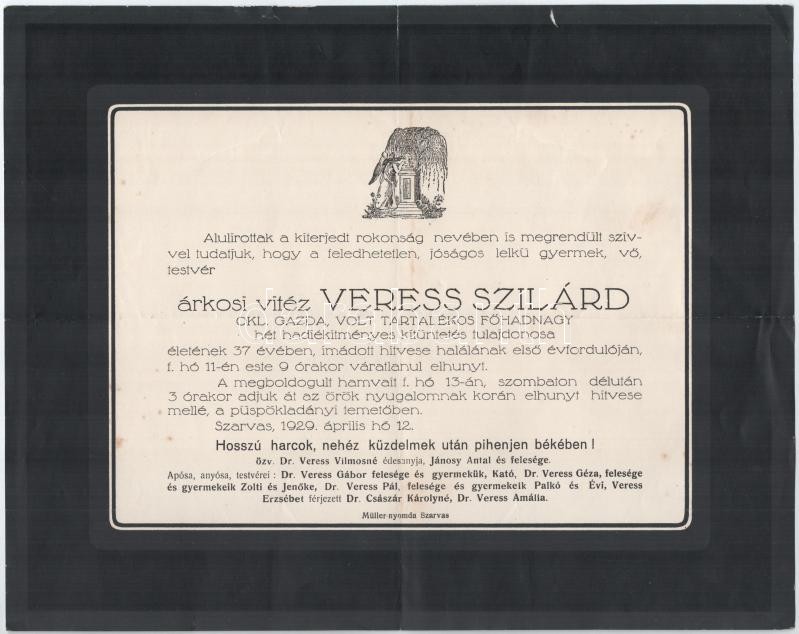 Alulirottak a kiterjedt rokonság nevében is megrendült sziv-
vel tudatjuk, hogy a feledhetetlen, jóságos lelkü gyermek, vő,
testvér
árkosi vitéz VERESS SZILÁRD
OKL. GAZDA, VOLT TARTALÉKOS FŐHADNAGY
hét hadiékitményes kitüntetés tulajdonosa
életének 37 évében, imádott hitvese halálának első évfordulóján,
f. hó 11-én este 9 órakor váratlanul elhunyt.
A megboldogult hamvait f. hó 13-án, szombaton délután
3 órakor adjuk át az örök nyugalomnak korán elhunyt hitvese
mellé, a püspökladányi temetőben.
Szarvas, 1929. április hó 12.
Hosszú harcok, nehéz küzdelmek után pihenjen békében!
özv. Dr. Veress Vilmosné édesanyja, Jánosy Antal és felesége.
Apósa, anyósa, testvérei: Dr. Veress Gábor felesége és gyermekük, Kató, Dr. Veress Géza, felesége
és gyermekeik Zolti és Jenőke, Dr. Veress Pál, felesége és gyermekeik Palkó és Évi, Veress
Erzsébet férjezett Dr. Császár Károlyné, Dr. Veress Amália.
Müller-nyomda Szarvas